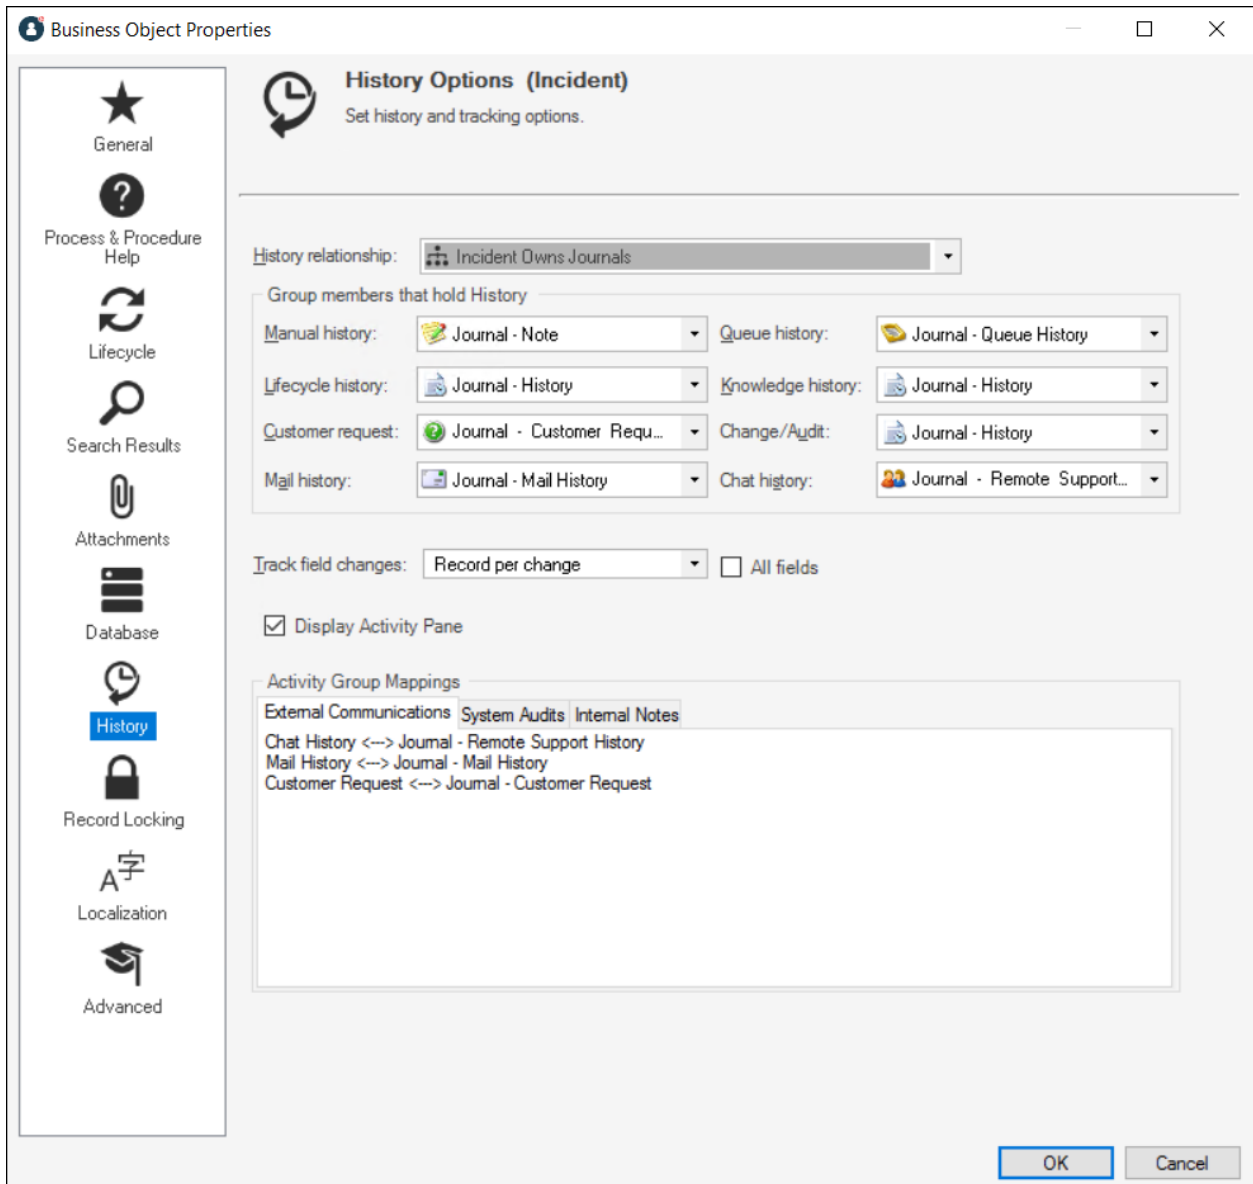 Business Object Properties
General
Process & Procedure
Help
Lifecycle
Search Results
Attachments
Database
History
Record Locking
A字
Localization
Advanced
History Options (Incident)
Set history and tracking options.
History relationship: Incident Owns Journals
Group members that hold History
Manual history: Journal - Note Queue history: Journal - Queue History
Lifecycle history: Journal - History Knowledge history: Journal - History
Customer request: Journal - Customer Requ... Change/Audit: Journal - History
Mail history: Journal - Mail History Chat history: Journal - Remote Support...
Track field changes: Record per change All fields
Display Activity Pane
Activity Group Mappings
External Communications System Audits Internal Notes
Chat History <---> Journal - Remote Support History
Mail History <---> Journal - Mail History
Customer Request <---> Journal - Customer Request
OK Cancel